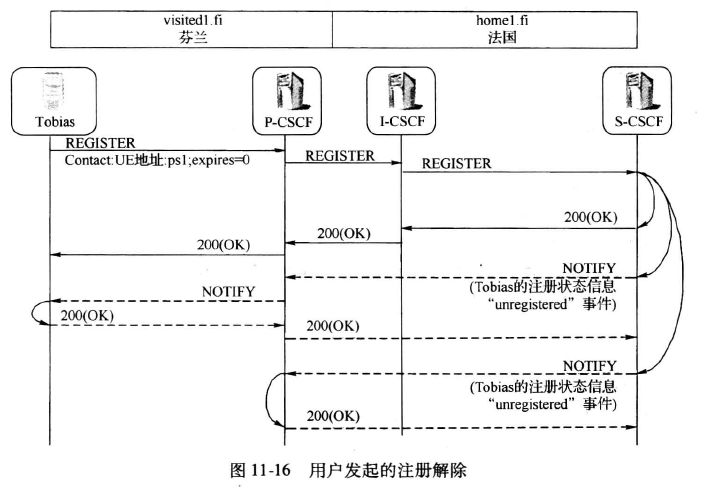 visited1.fi
芬兰
home1.fi
法国
Tobias
P-CSCF
I-CSCF
S-CSCF
REGISTER
Contact:UE地址:ps1;expires=0
REGISTER
REGISTER
200(OK)
200(OK)
200(OK)
NOTIFY
(Tobias的注册状态信息
“unregistered”事件)
NOTIFY
200(OK)
200(OK)
NOTIFY
(Tobias的注册状态信息
“unregistered”事件)
200(OK)
图 11-16 用户发起的注册解除